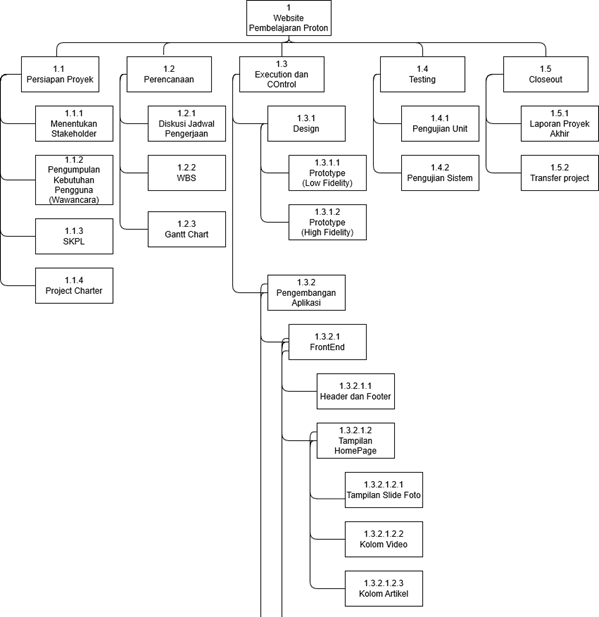 1
Website
Pembelajaran Proton
1.1
Persiapan Proyek
1.2
Perencanaan
1.3
Execution dan
COntrol
1.4
Testing
1.5
Closeout
1.1.1
Menentukan
Stakeholder
1.2.1
Diskusi Jadwal
Pengerjaan
1.3.1
Design
1.4.1
Pengujian Unit
1.5.1
Laporan Proyek
Akhir
1.1.2
Pengumpulan
Kebutuhan
Pengguna
(Wawancara)
1.2.2
WBS
1.3.1.1
Prototype
(Low Fidelity)
1.4.2
Pengujian Sistem
1.5.2
Transfer project
1.1.3
SKPL
1.2.3
Gantt Chart
1.3.1.2
Prototype
(High Fidelity)
1.1.4
Project Charter
1.3.2
Pengembangan
Aplikasi
1.3.2.1
FrontEnd
1.3.2.1.1
Header dan Footer
1.3.2.1.2
Tampilan
HomePage
1.3.2.1.2.1
Tampilan Slide Foto
1.3.2.1.2.2
Kolom Video
1.3.2.1.2.3
Kolom Artikel